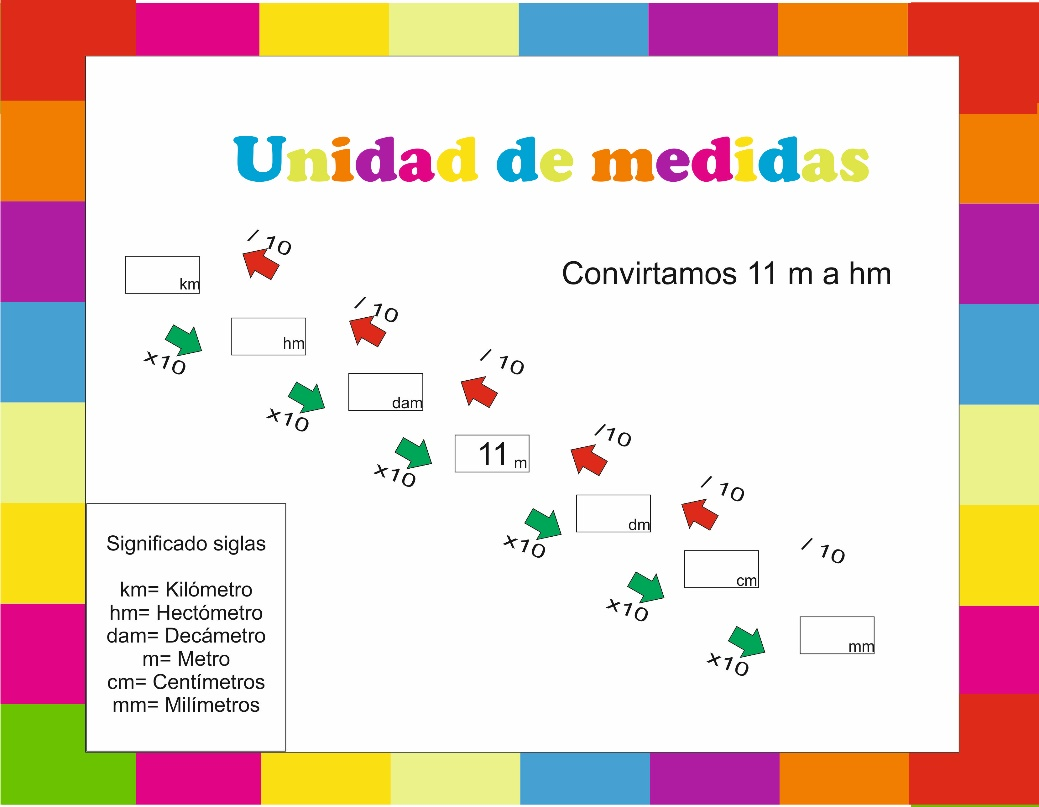 Unidad de medidas
/ 10
Convirtamos 11 m a hm
km
/ 10
hm
x10
/ 10
dam
x10
/10
11 m
x10
/ 10
dm
x10
/ 10
cm
x10
mm
x10
Significado siglas
km= Kilómetro
hm= Hectómetro
dam= Decámetro
m= Metro
cm= Centímetros
mm= Milímetros